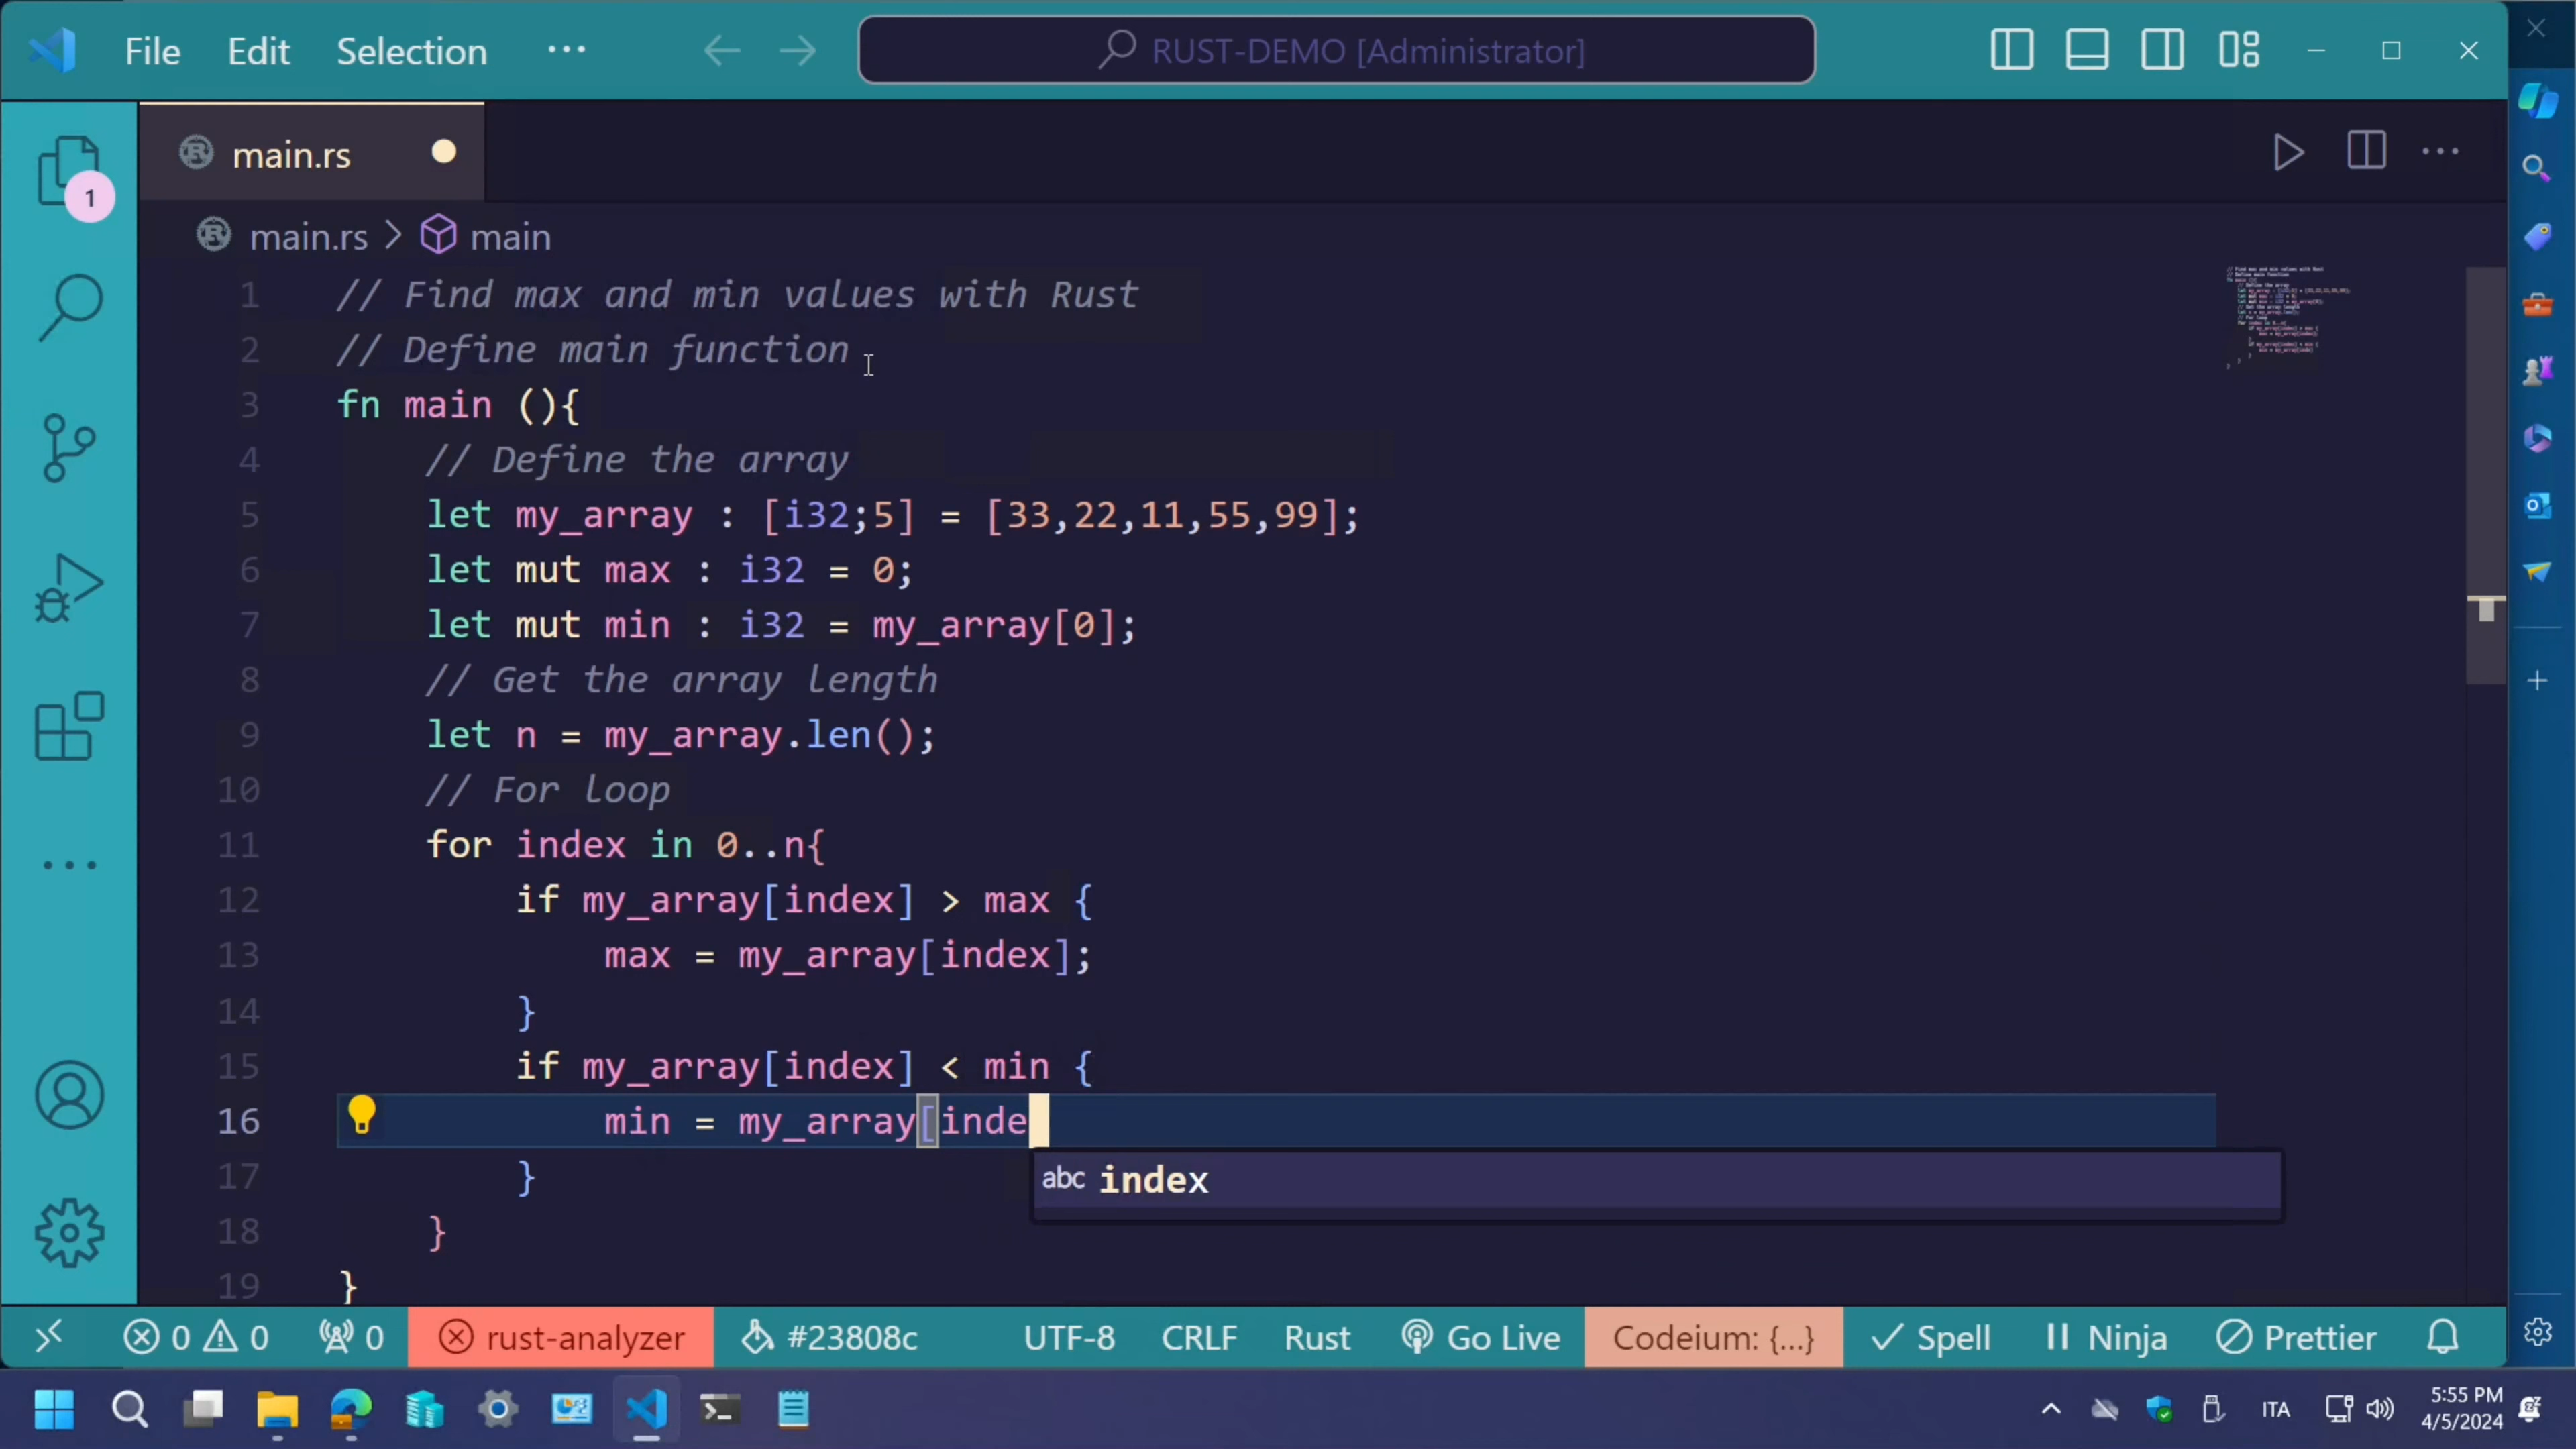 File Edit Selection ··· RUST-DEMO [Administrator]
main.rs
1
main.rs > main
1 // Find max and min values with Rust
2 // Define main function
3 fn main (){
4 // Define the array
5 let my_array : [i32;5] = [33,22,11,55,99];
6 let mut max : i32 = 0;
7 let mut min : i32 = my_array[0];
8 // Get the array length
9 let n = my_array.len();
10 // For loop
11 for index in 0..n{
12 if my_array[index] > max {
13 max = my_array[index];
14 }
15 if my_array[index] < min {
16 min = my_array[inde
abc index
17 }
18 }
19 }
0 0 0 rust-analyzer #23808c UTF-8 CRLF Rust Go Live Codeium: {...} Spell Ninja Prettier
ITA
5:55 PM
4/5/2024